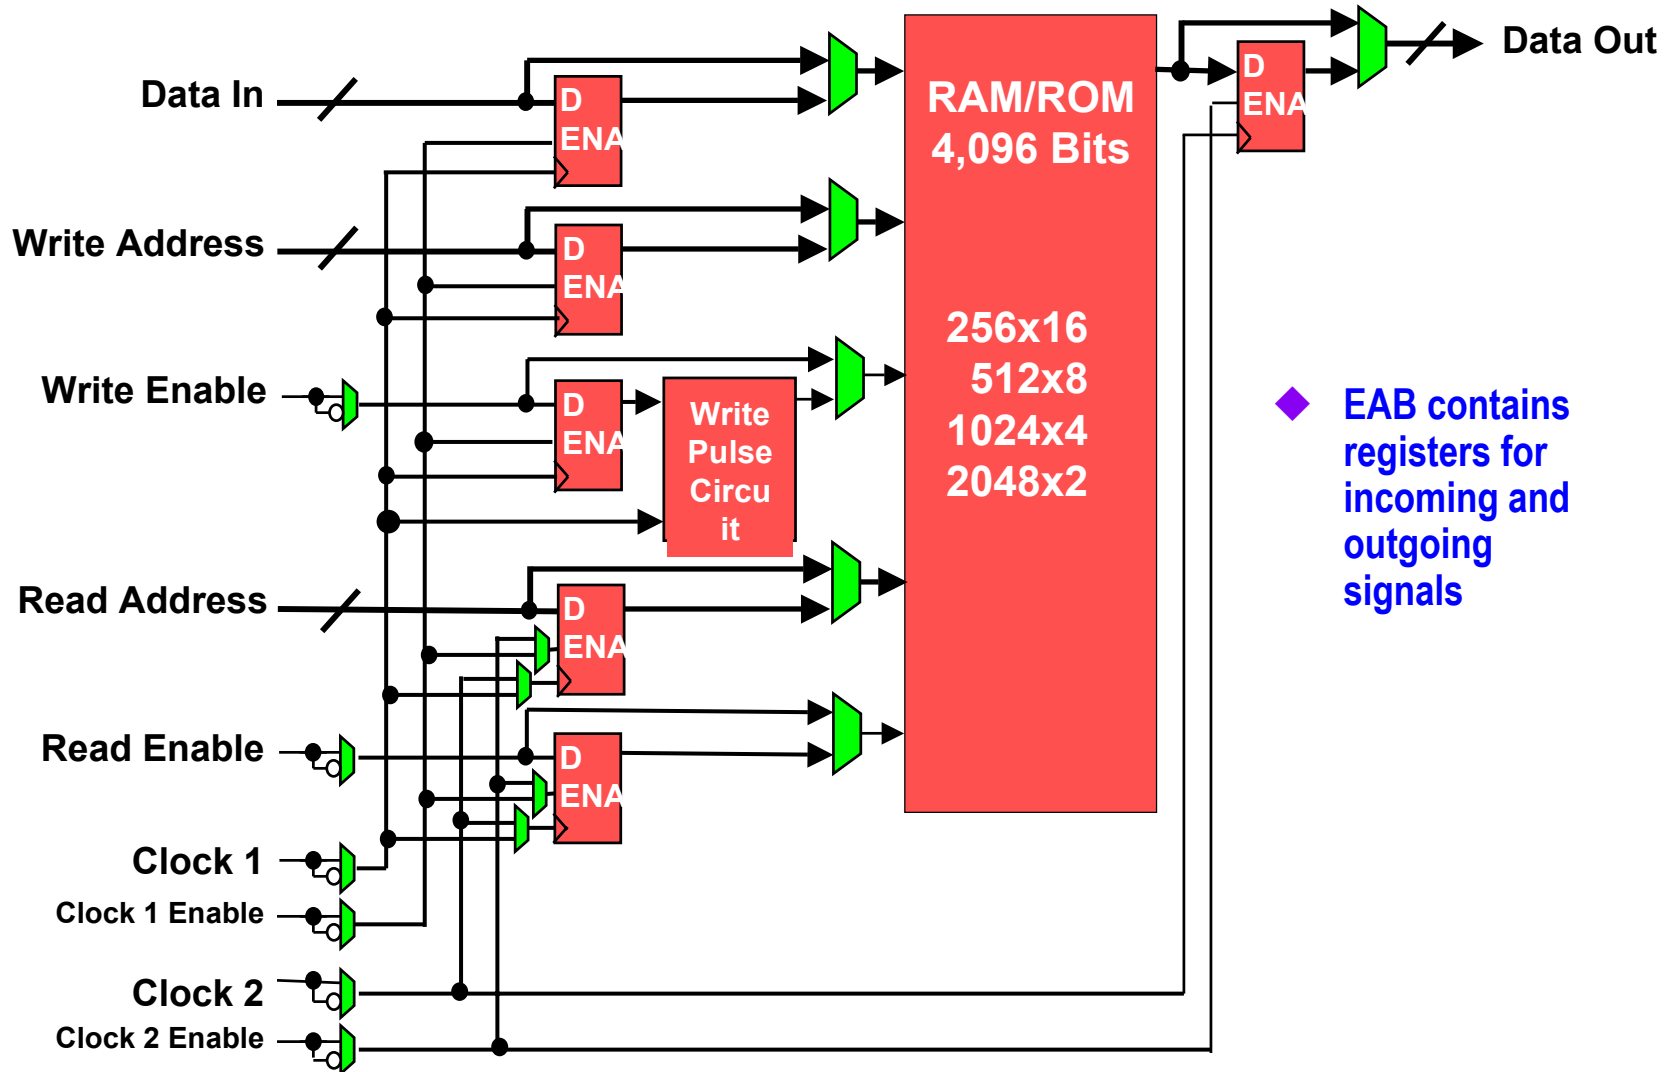 Data In
D
ENA
Write Address
D
ENA
Write Enable
D
ENA
Write
Pulse
Circu
it
Read Address
D
ENA
Read Enable
D
ENA
Clock 1
Clock 1 Enable
Clock 2
Clock 2 Enable
RAM/ROM
4,096 Bits
256x16
512x8
1024x4
2048x2
D
ENA
Data Out
EAB contains
registers for
incoming and
outgoing
signals